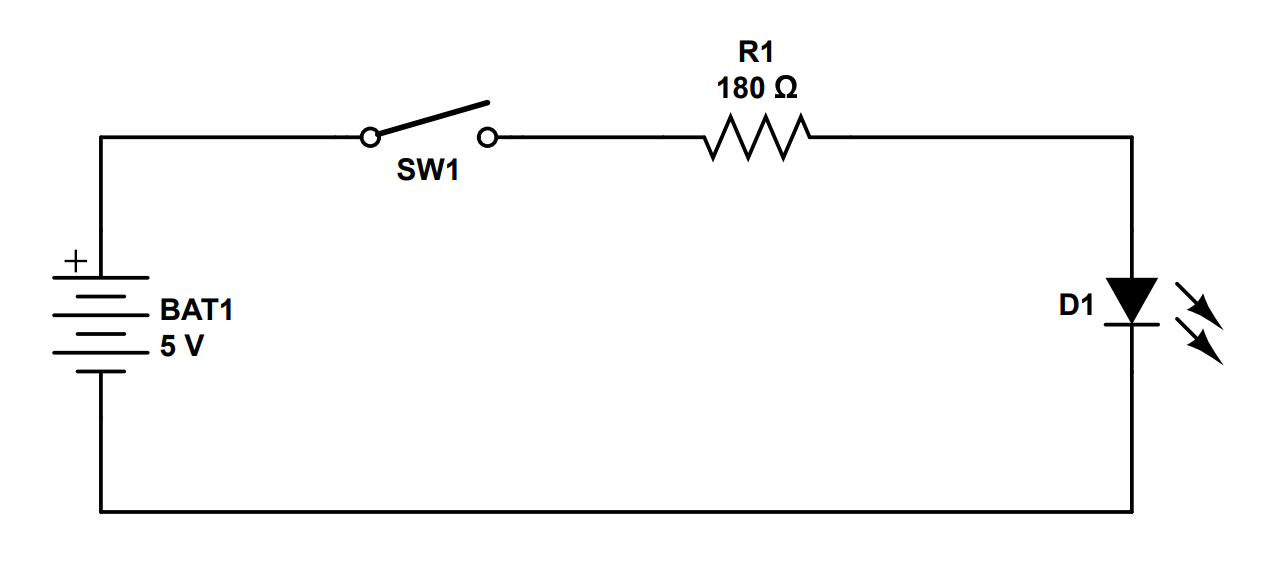 R1
180 Ω
SW1
+
BAT1
5 V
D1